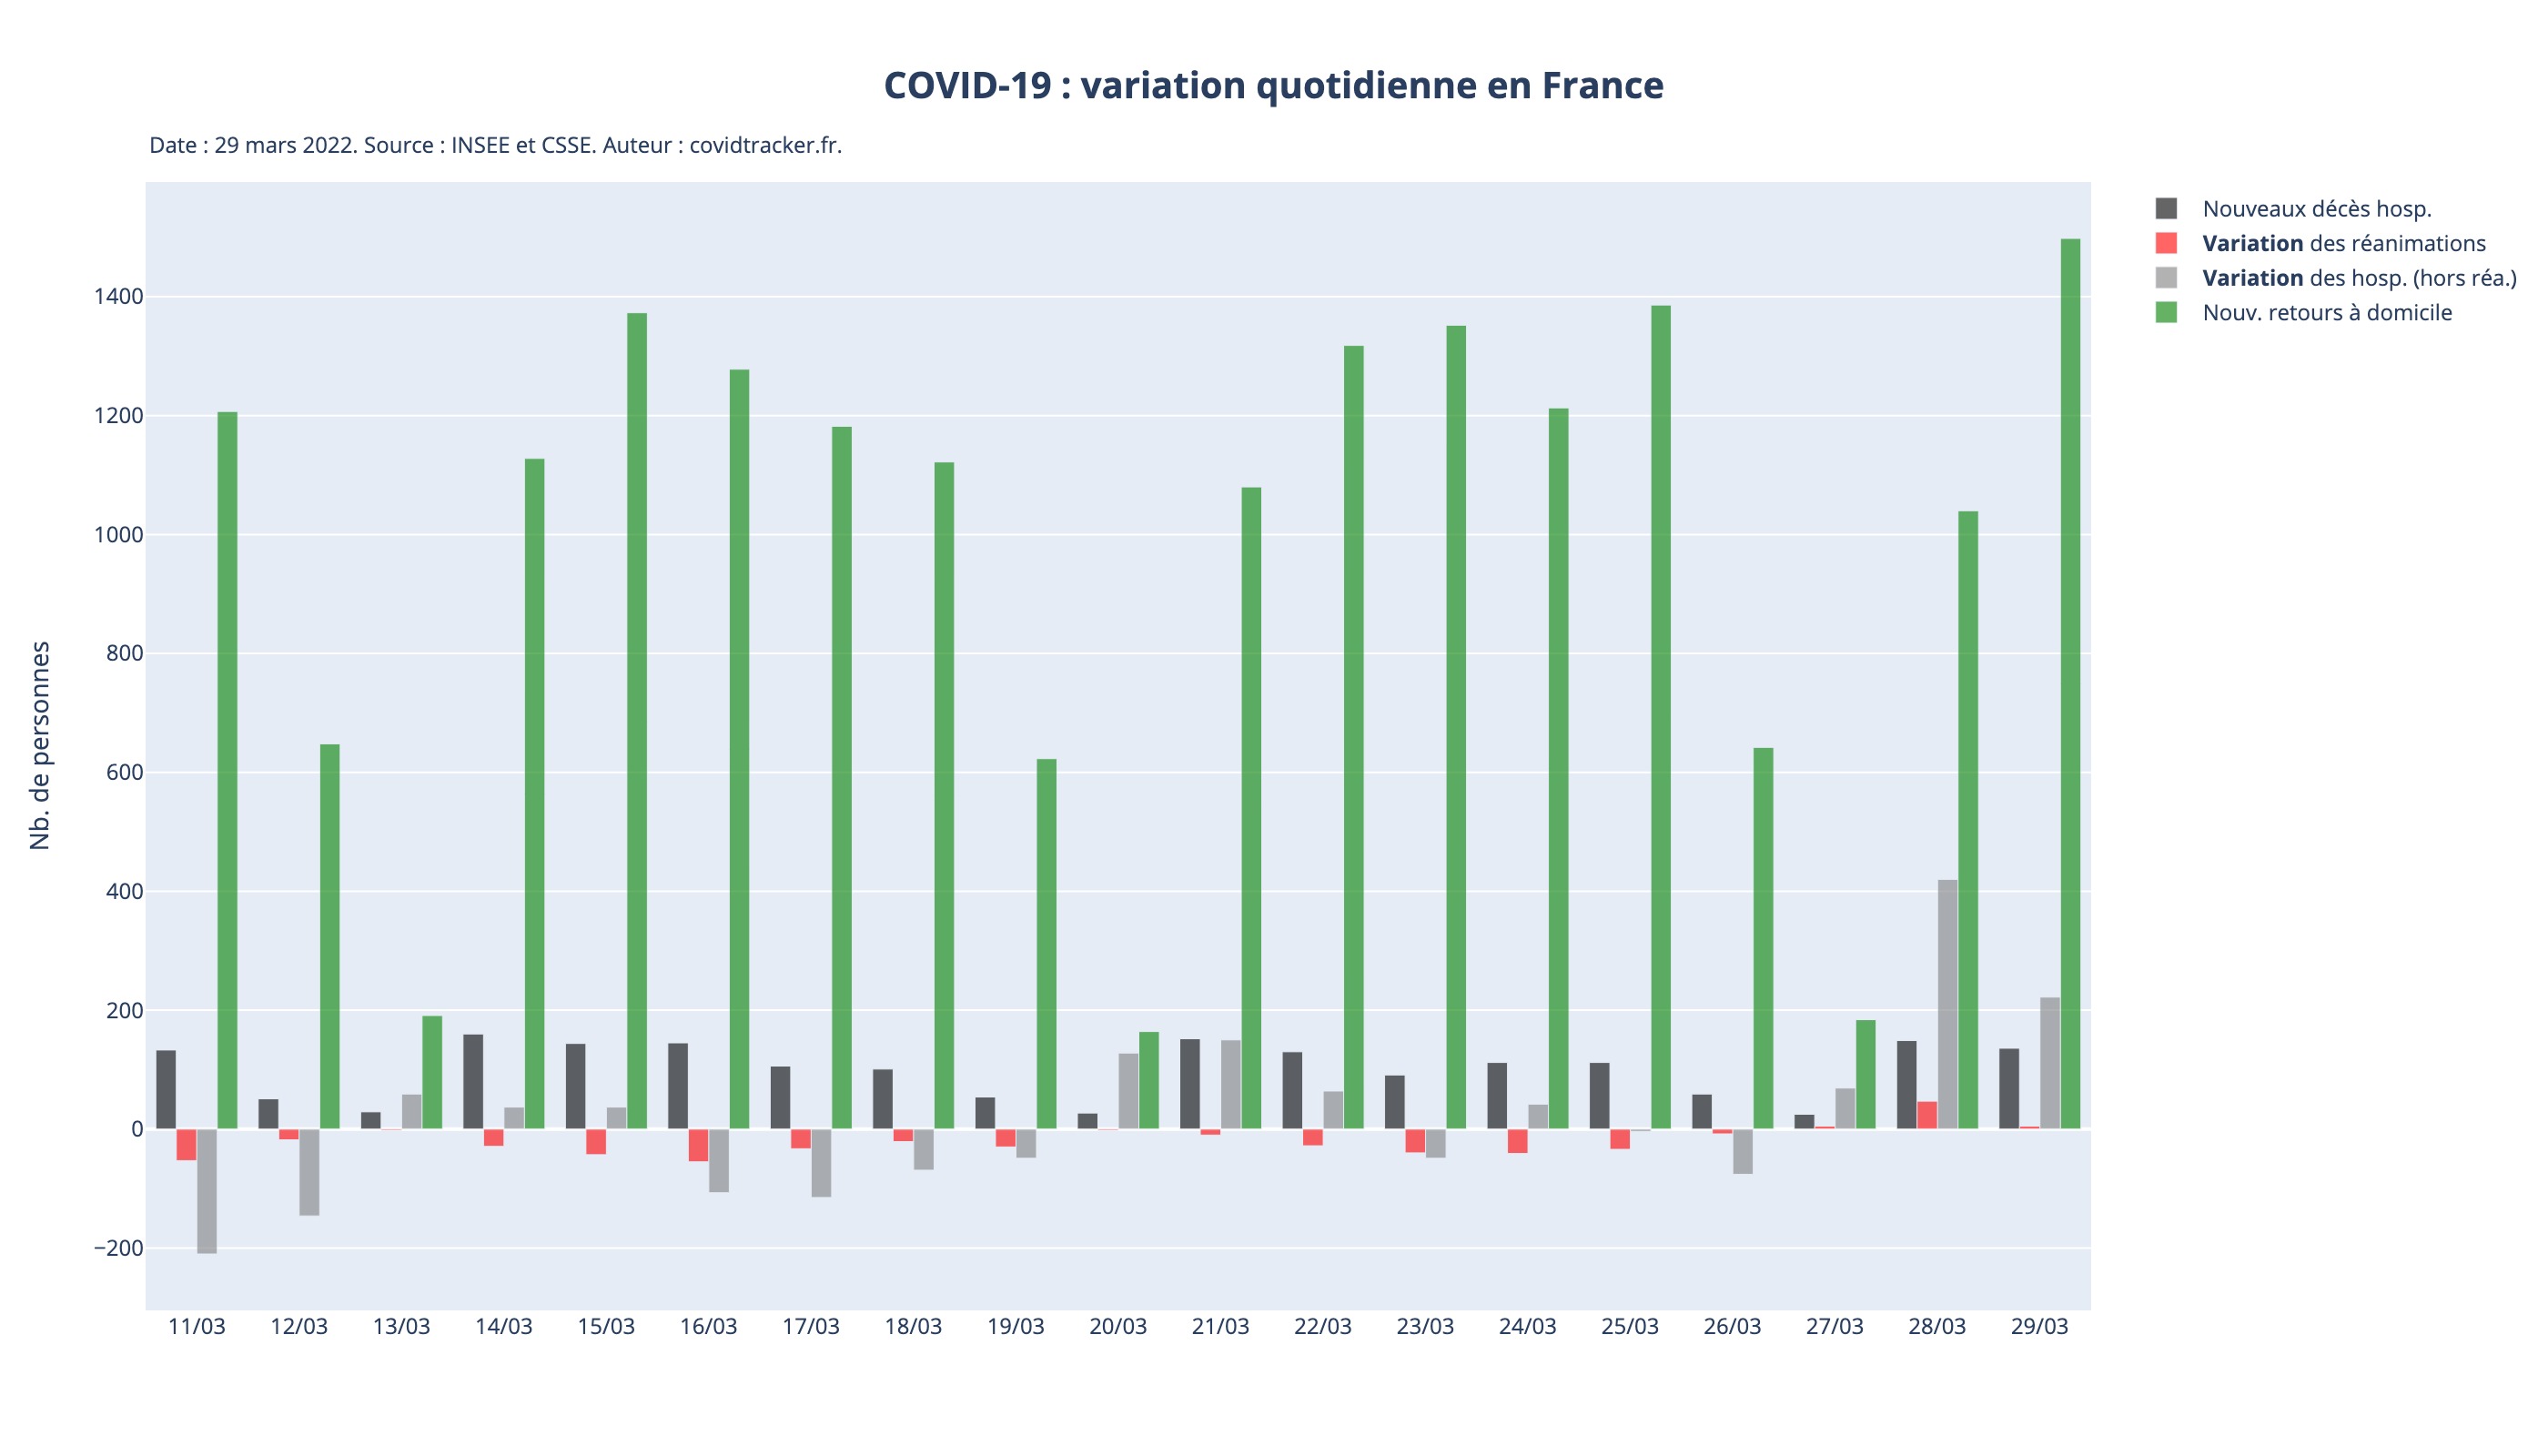 COVID-19 : variation quotidienne en France
Date : 29 mars 2022. Source : INSEE et CSSE. Auteur : covidtracker.fr.
Nouveaux décès hosp.
Variation des réanimations
Variation des hosp. (hors réa.)
Nouv. retours à domicile
Nb. de personnes
1400
1200
1000
800
600
400
200
0
−200
11/03 12/03 13/03 14/03 15/03 16/03 17/03 18/03 19/03 20/03 21/03 22/03 23/03 24/03 25/03 26/03 27/03 28/03 29/03